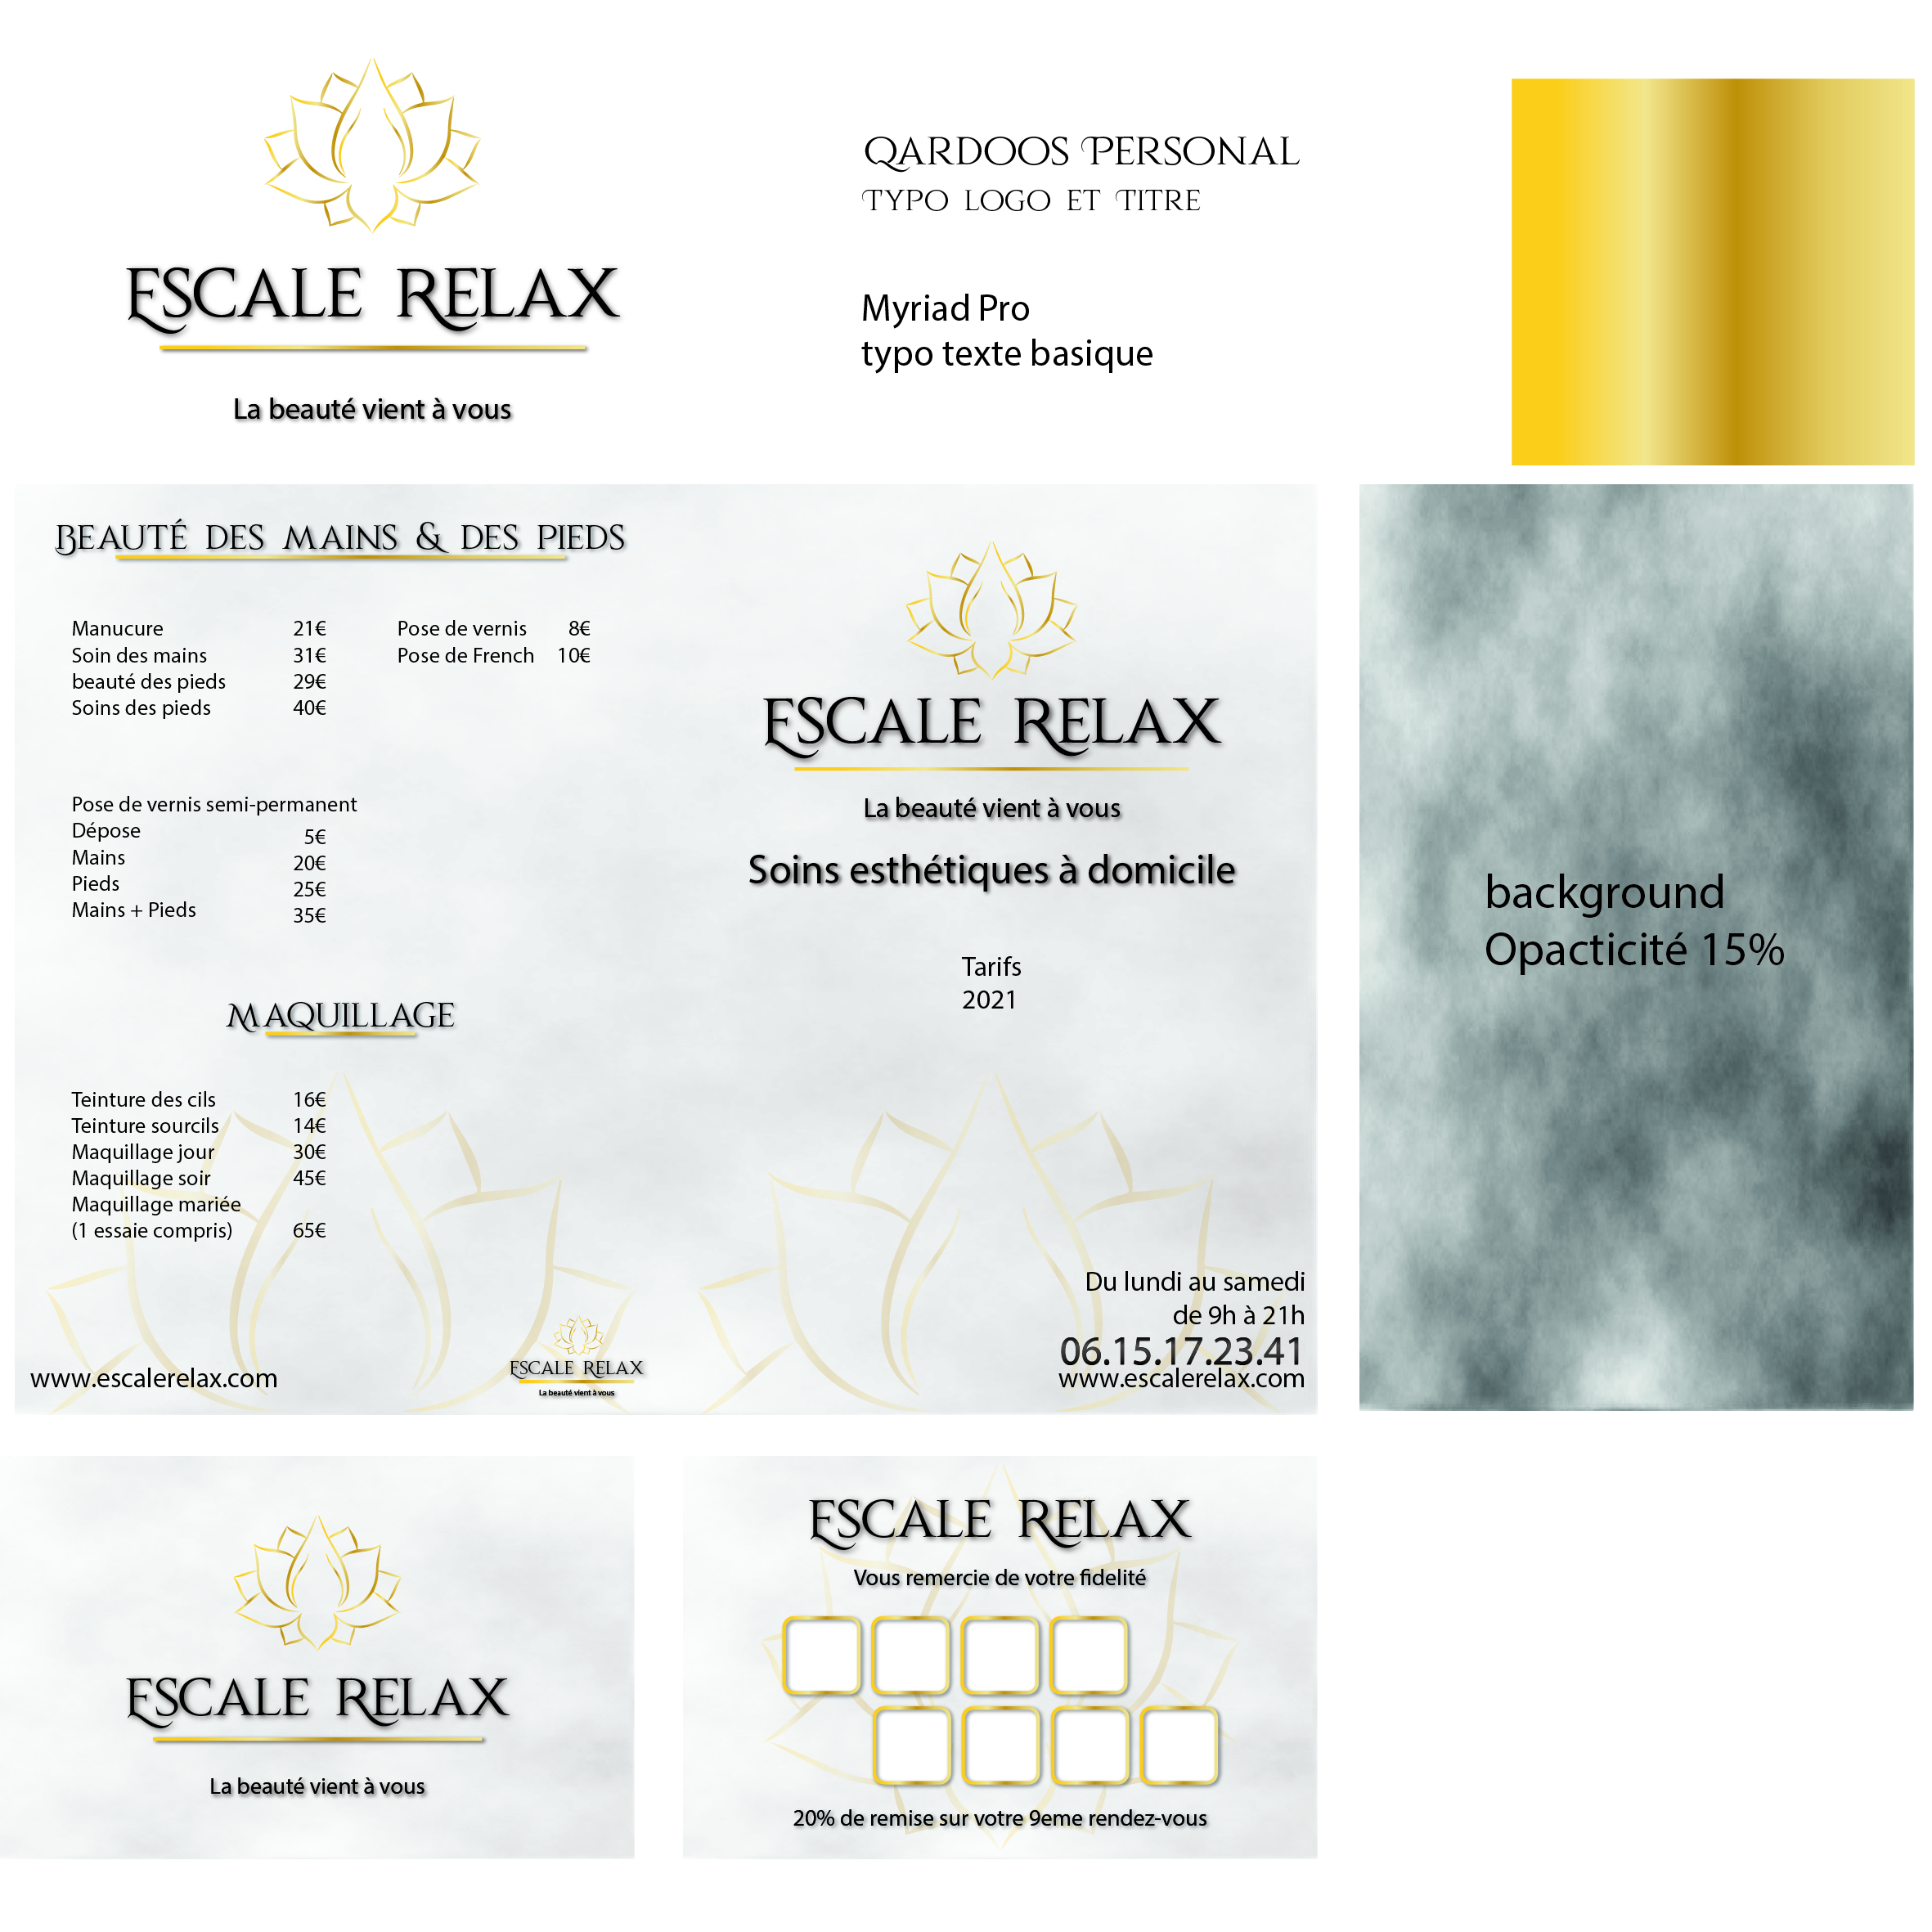 Escale Relax
La beauté vient à vous
Qardoos Personal
Typo logo et Titre
Myriad Pro
typo texte basique
Beauté des mains & des Pieds
Manucure 21€
Soin des mains 31€
beauté des pieds 29€
Soins des pieds 40€
Pose de vernis 8€
Pose de French 10€
Pose de vernis semi-permanent
Dépose 5€
Mains 20€
Pieds 25€
Mains + Pieds 35€
Maquillage
Teinture des cils 16€
Teinture sourcils 14€
Maquillage jour 30€
Maquillage soir 45€
Maquillage mariée
(1 essaie compris) 65€
www.escalerelax.com
Escale Relax
La beauté vient à vous
Escale Relax
La beauté vient à vous
Soins esthétiques à domicile
Tarifs
2021
Du lundi au samedi
de 9h à 21h
06.15.17.23.41
www.escalerelax.com
background
Opacticité 15%
Escale Relax
La beauté vient à vous
Escale Relax
Vous remercie de votre fidelité
20% de remise sur votre 9eme rendez-vous